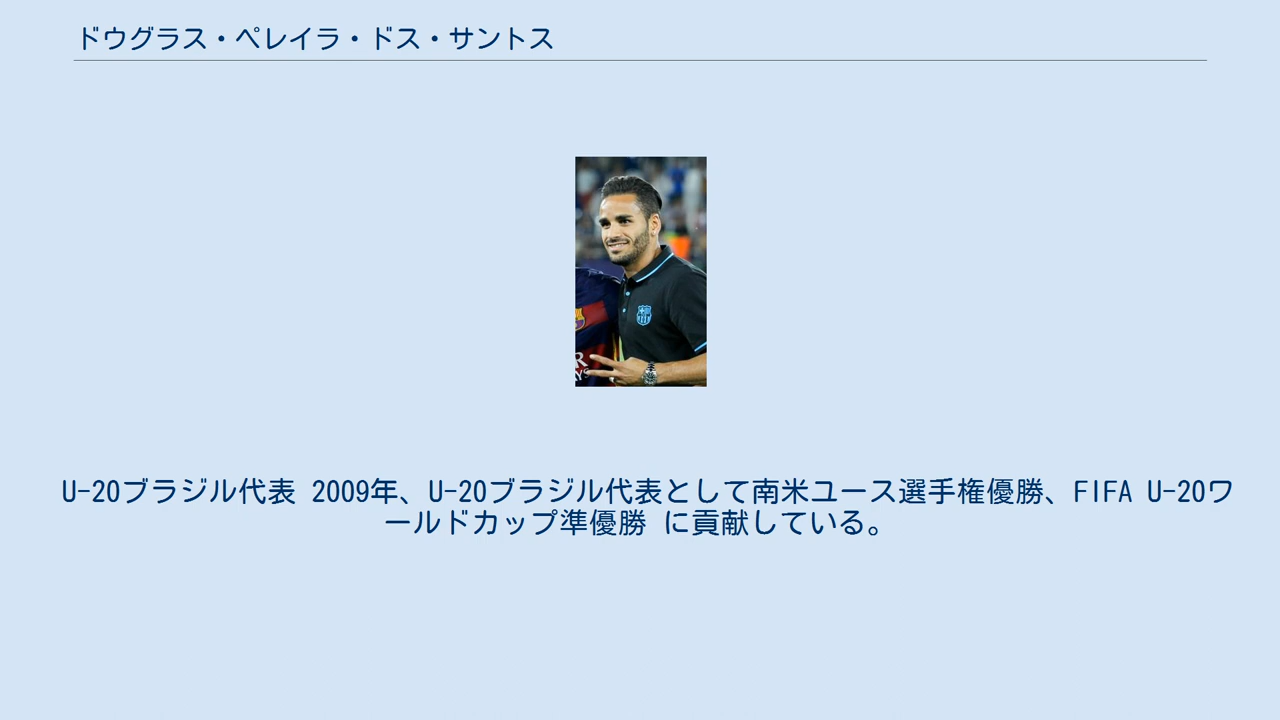 ドウグラス・ペレイラ・ドス・サントス
R
AYS
U-20ブラジル代表 2009年、U-20ブラジル代表として南米ユース選手権優勝、FIFA U-20ワ
ールドカップ準優勝 に貢献している。